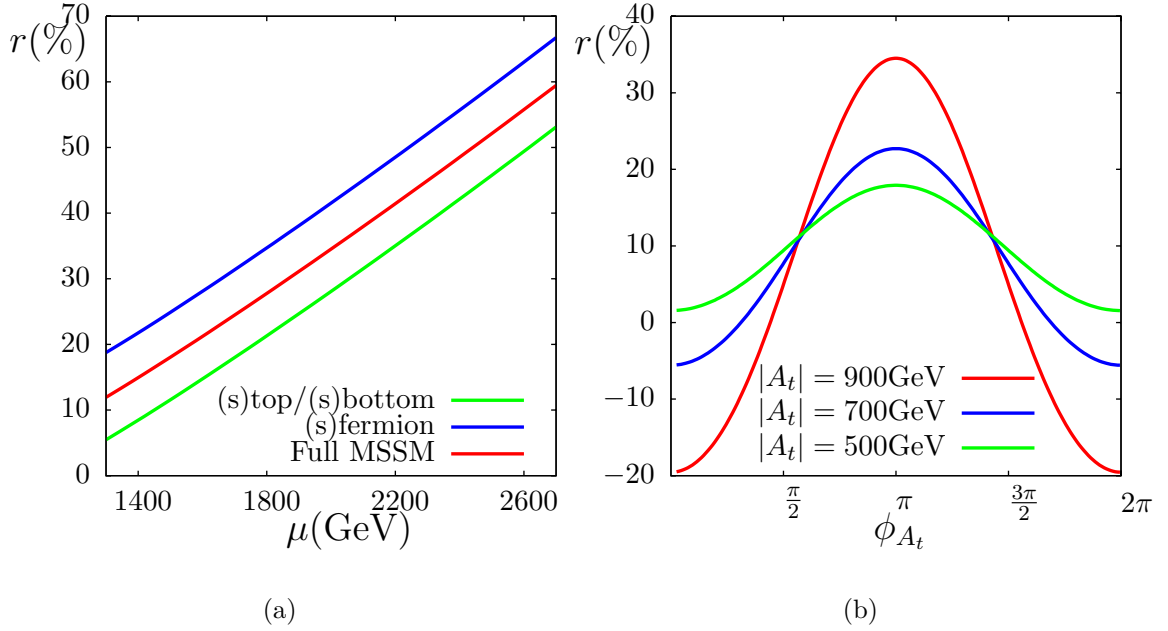 r(%)
70
60
50
40
30
20
10
0
(s)top/(s)bottom
(s)fermion
Full MSSM
1400
1800
2200
2600
μ(GeV)
(a)
r(%)
40
30
20
10
0
−10
−20
|A_t| = 900GeV
|A_t| = 700GeV
|A_t| = 500GeV
π/2
π
3π/2
2π
ϕ_{A_t}
(b)